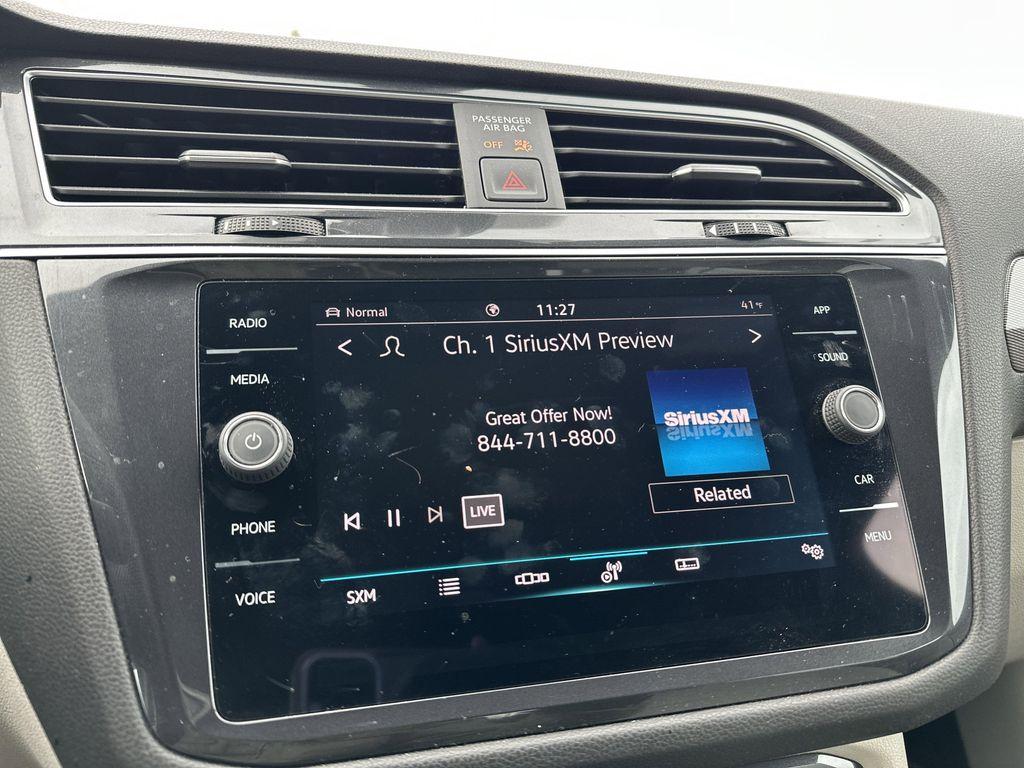 PASSENGER
AIR BAG
OFF
Normal
11:27
41 °F
Ch. 1 SiriusXM Preview
Great Offer Now!
844-711-8800
SiriusXM
Related
LIVE
SXM
RADIO
MEDIA
PHONE
VOICE
APP
SOUND
CAR
MENU